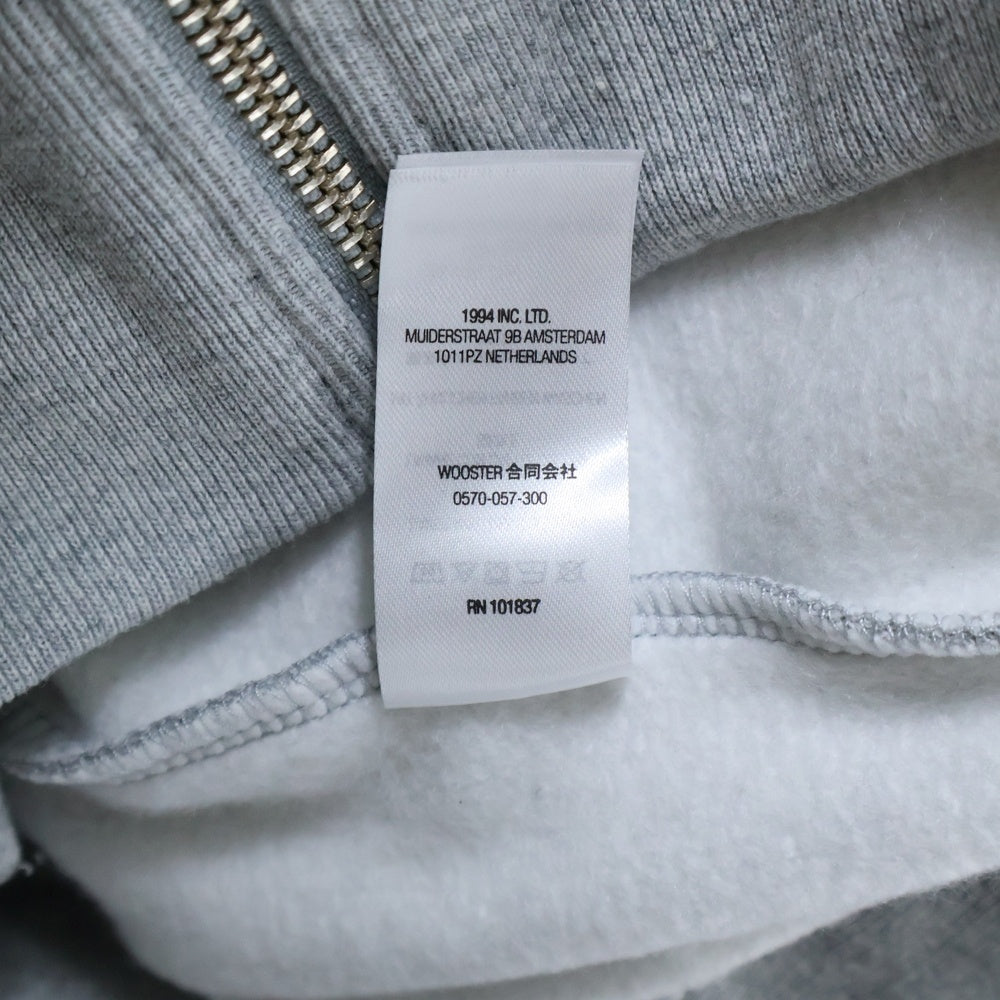 1994 INC. LTD.
MUIDERSTRAAT 9B AMSTERDAM
1011PZ NETHERLANDS
WOOSTER 合同会社
0570-057-300
RN 101837